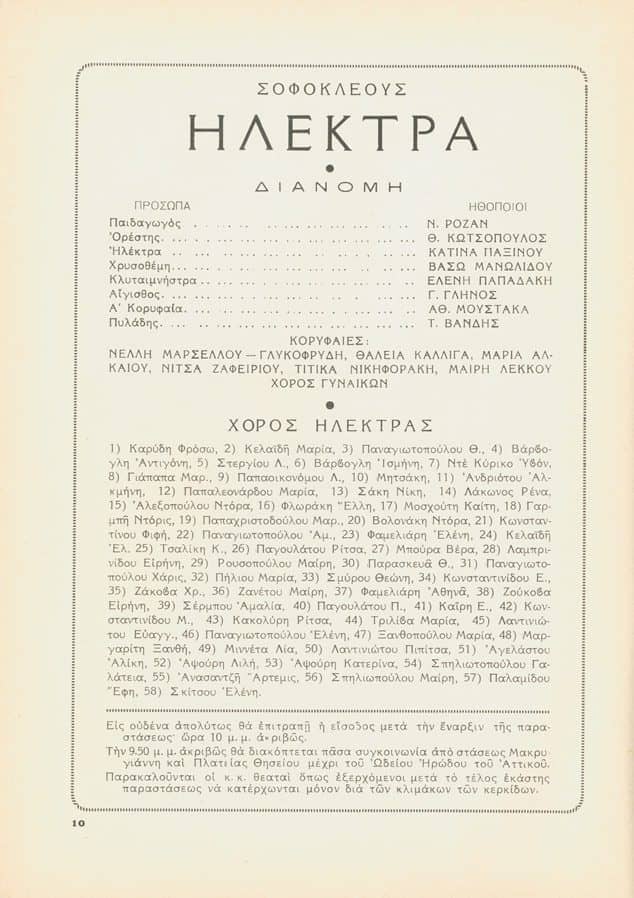 ΣΟΦΟΚΛΕΟΥΣ
ΗΛΕΚΤΡΑ
ΔΙΑΝΟΜΗ
ΠΡΟΣΩΠΑ ΗΘΟΠΟΙΟΙ
Παιδαγωγὸς . . . . . . . . . . . . . . . . . . . . . . Ν. ΡΟΖΑΝ
Ὀρέστης. . . . . . . . . . . . . . . . . . . . . . . Θ. ΚΩΤΣΟΠΟΥΛΟΣ
Ἠλέκτρα . . . . . . . . . . . . . . . . . . . . . . ΚΑΤΙΝΑ ΠΑΞΙΝΟΥ
Χρυσοθέμη. . . . . . . . . . . . . . . . . . . . . . ΒΑΣΩ ΜΑΝΩΛΙΔΟΥ
Κλυταιμνήστρα . . . . . . . . . . . . . . . . . . . . ΕΛΕΝΗ ΠΑΠΑΔΑΚΗ
Αἴγισθος. . . . . . . . . . . . . . . . . . . . . . . Γ. ΓΛΗΝΟΣ
Α' Κορυφαία. . . . . . . . . . . . . . . . . . . . . ΑΘ. ΜΟΥΣΤΑΚΑ
Πυλάδης. . . . . . . . . . . . . . . . . . . . . . . Τ. ΒΑΝΔΗΣ
ΚΟΡΥΦΑΙΕΣ:
ΝΕΛΛΗ ΜΑΡΣΕΛΛΟΥ — ΓΛΥΚΟΦΡΥΔΗ, ΘΑΛΕΙΑ ΚΑΛΛΙΓΑ, ΜΑΡΙΑ ΑΛ-
ΚΑΙΟΥ, ΝΙΤΣΑ ΖΑΦΕΙΡΙΟΥ, ΤΙΤΙΚΑ ΝΙΚΗΦΟΡΑΚΗ, ΜΑΙΡΗ ΛΕΚΚΟΥ
ΧΟΡΟΣ ΓΥΝΑΙΚΩΝ
ΧΟΡΟΣ ΗΛΕΚΤΡΑΣ
1) Καρύδη Φρόσω, 2) Κελαϊδῆ Μαρία, 3) Παναγιωτοπούλου Θ., 4) Βάρβο-
γλη Ἀντιγόνη, 5) Στεργίου Λ., 6) Βάρβογλη Ἰσμήνη, 7) Ντὲ Κύρικο Ὑβόν,
8) Γιάπαπα Μαρ., 9) Παπαοικονόμου Λ., 10) Μητσάκη, 11) Ἀνδριότου Ἀλ-
κμήνη, 12) Παπαλεονάρδου Μαρία, 13) Σάκη Νίκη, 14) Λάκωνος Ρένα,
15) Ἀλεξοπούλου Ντόρα, 16) Φλωράκη Ἕλλη, 17) Μοσχούτη Καίτη, 18) Γαρ-
μπῆ Ντόρις, 19) Παπαχριστοδούλου Μαρ., 20) Βολονάκη Ντόρα, 21) Κωνσταν-
τίνου Φιφή, 22) Παναγιωτοπούλου Ἀμ., 23) Φαμελιάρη Ἑλένη, 24) Κελαϊδῆ
Ἑλ. 25) Τσαλίκη Κ., 26) Παγουλάτου Ρίτσα, 27) Μπούρα Βέρα, 28) Λαμπρι-
νίδου Εἰρήνη, 29) Ρουσοπούλου Μαίρη, 30) Παρασκευᾶ Θ., 31) Παναγιωτο-
πούλου Χάρις, 32) Πήλιου Μαρία, 33) Σμύρου Θεώνη, 34) Κωνσταντινίδου Ε.,
35) Ζάκοβα Χρ., 36) Ζανέτου Μαίρη, 37) Φαμελιάρη Ἀθηνᾶ, 38) Ζούκοβα
Εἰρήνη, 39) Σέρμπου Ἀμαλία, 40) Παγουλάτου Π., 41) Καΐρη Ε., 42) Κων-
σταντινίδου Μ., 43) Κακολύρη Ρίτσα, 44) Τριλίβα Μαρία, 45) Λαντινιώ-
του Εὐαγγ., 46) Παναγιωτοπούλου Ἑλένη, 47) Ξανθοπούλου Μαρία, 48) Μαρ-
γαρίτη Ξανθή, 49) Μιννέτα Λία, 50) Λαντινιώτου Πιπίτσα, 51) Ἀγελάστου
Ἀλίκη, 52) Ἀψούρη Λιλή, 53) Ἀψούρη Κατερίνα, 54) Σπηλιωτοπούλου Γα-
λάτεια, 55) Ἀνασαντζῆ Ἄρτεμις, 56) Σπηλιωπούλου Μαίρη, 57) Παλαμίδου
Ἔφη, 58) Σκίτσου Ἑλένη.
Εἰς οὐδένα ἀπολύτως θὰ ἐπιτραπῇ ἡ εἴσοδος μετὰ τὴν ἔναρξιν τῆς παρα-
στάσεως· ὥρα 10 μ. μ. ἀκριβῶς.
Τὴν 9.50 μ. μ. ἀκριβῶς θὰ διακόπτεται πᾶσα συγκοινωνία ἀπὸ στάσεως Μακρυ
γιάννη καὶ Πλατείας Θησείου μέχρι τοῦ Ὠδείου Ἡρώδου τοῦ Ἀττικοῦ.
Παρακαλοῦνται οἱ κ. κ. θεαταὶ ὅπως ἐξερχόμενοι μετὰ τὸ τέλος ἑκάστης
παραστάσεως νὰ κατέρχωνται μόνον διὰ τῶν κλιμάκων τῶν κερκίδων.
10